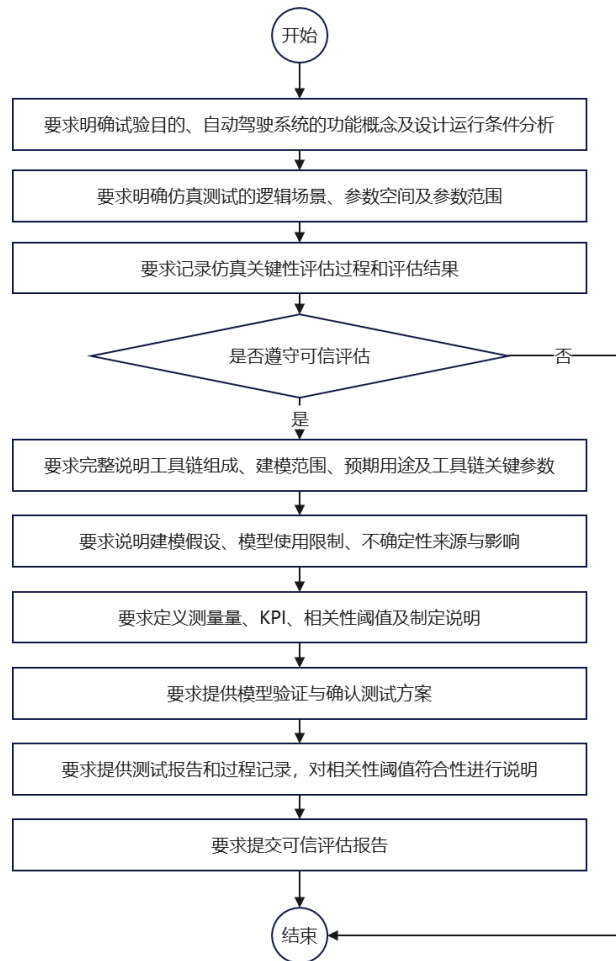 开始
要求明确试验目的、自动驾驶系统的功能概念及设计运行条件分析
要求明确仿真测试的逻辑场景、参数空间及参数范围
要求记录仿真关键性评估过程和评估结果
是否遵守可信评估
否
是
要求完整说明工具链组成、建模范围、预期用途及工具链关键参数
要求说明建模假设、模型使用限制、不确定性来源与影响
要求定义测量量、KPI、相关性阈值及制定说明
要求提供模型验证与确认测试方案
要求提供测试报告和过程记录，对相关性阈值符合性进行说明
要求提交可信评估报告
结束